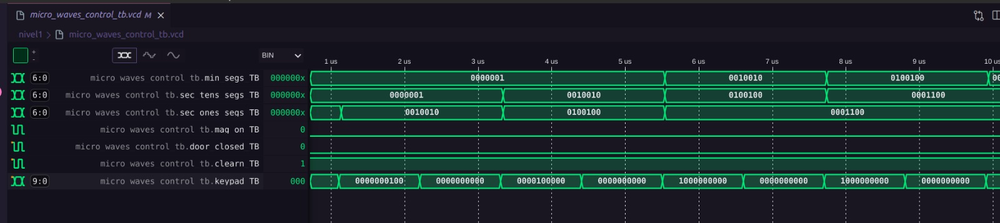 micro_waves_control_tb.vcd M
nivel1 > micro_waves_control_tb.vcd
+
-
BIN
1 us 2 us 3 us 4 us 5 us 6 us 7 us 8 us 9 us 10 us
6:0 micro waves control tb.min segs TB 000000x 0000001 0010010 0100100 00
6:0 micro waves control tb.sec tens segs TB 000000x 0000001 0010010 0100100 0001100
6:0 micro waves control tb.sec ones segs TB 000000x 0010010 0100100 0001100
micro waves control tb.mag on TB 0
micro waves control tb.door closed TB 0
micro waves control tb.clearn TB 1
9:0 micro waves control tb.keypad TB 000 0000000100 0000000000 0000100000 0000000000 1000000000 0000000000 1000000000 0000000000